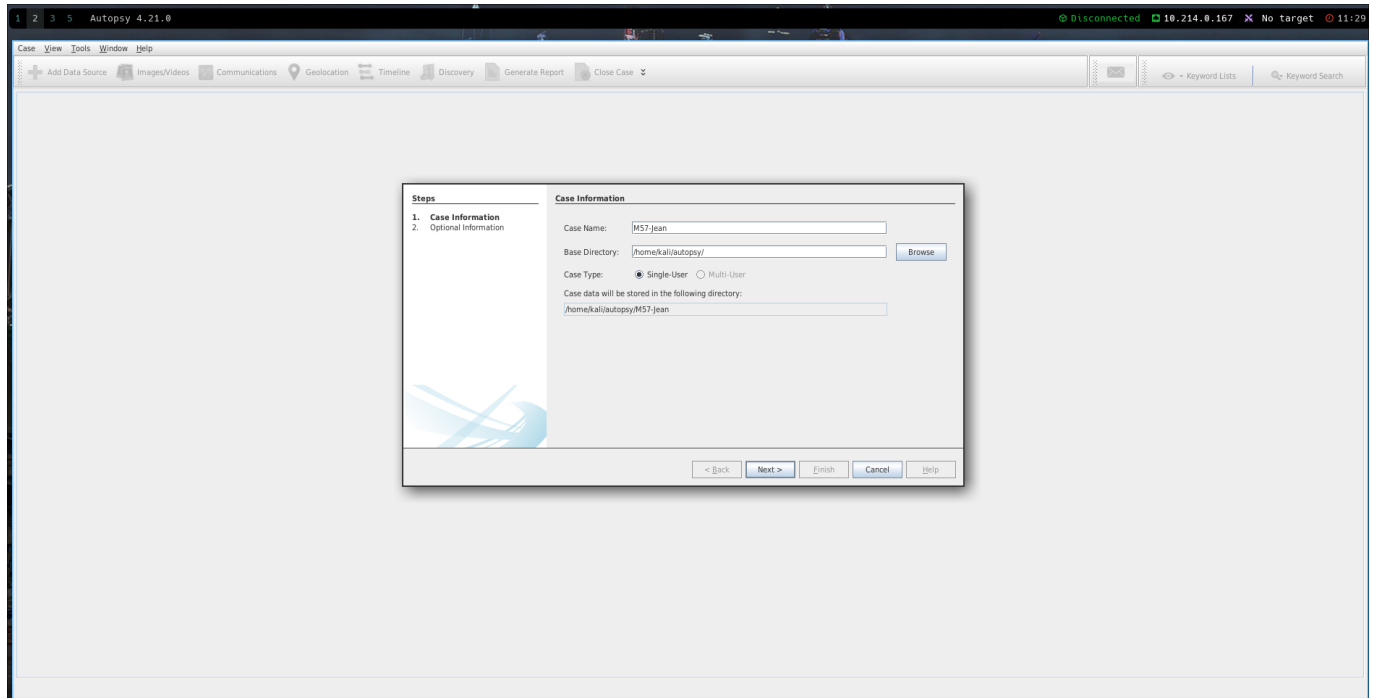 1 2 3 5 Autopsy 4.21.0 Disconnected 10.214.0.167 No target 11:29
Case View Tools Window Help
Add Data Source Images/Videos Communications Geolocation Timeline Discovery Generate Report Close Case Keyword Lists Keyword Search
Steps
1. Case Information
2. Optional Information
Case Information
Case Name: M57-Jean
Base Directory: /home/kali/autopsy/ Browse
Case Type: Single-User Multi-User
Case data will be stored in the following directory:
/home/kali/autopsy/M57-Jean
< Back Next > Finish Cancel Help